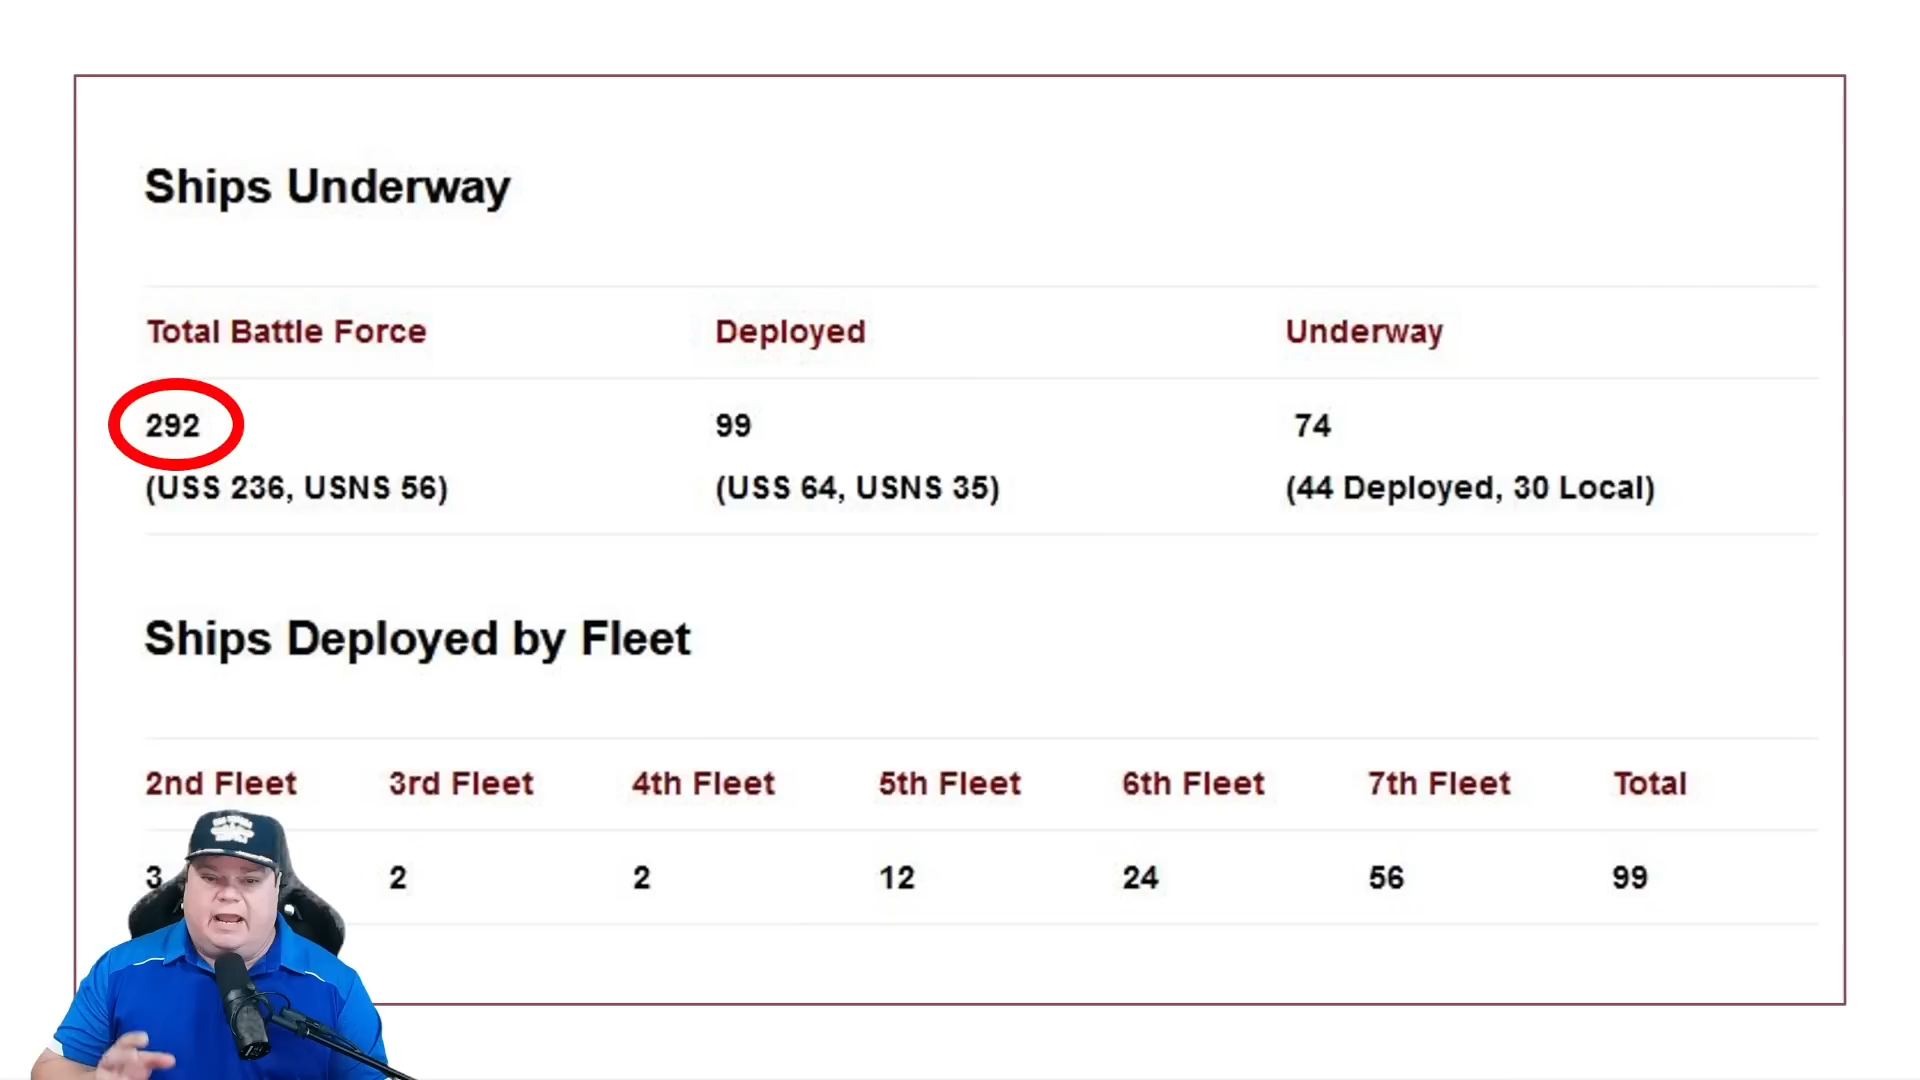 Ships Underway
Total Battle Force Deployed Underway
292 99 74
(USS 236, USNS 56) (USS 64, USNS 35) (44 Deployed, 30 Local)
Ships Deployed by Fleet
2nd Fleet 3rd Fleet 4th Fleet 5th Fleet 6th Fleet 7th Fleet Total
3 2 2 12 24 56 99